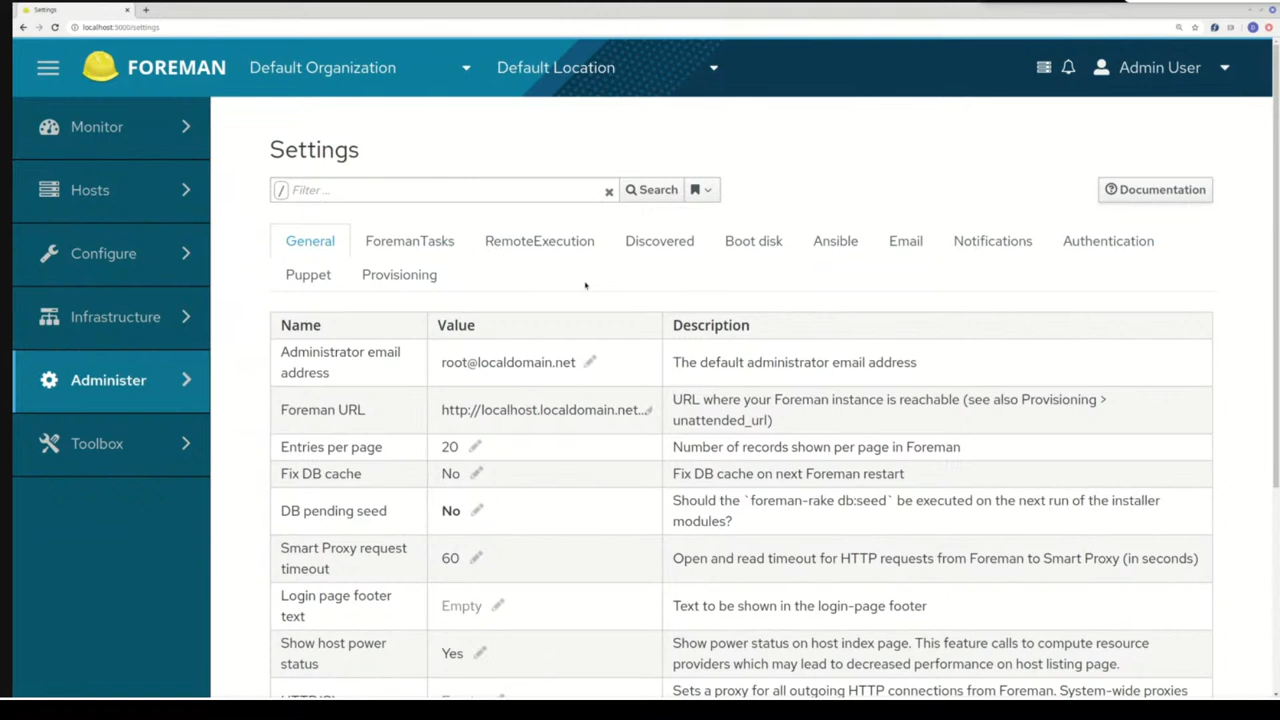 Settings
localhost:5000/settings
FOREMAN
Default Organization
Default Location
Admin User
Monitor
Hosts
Configure
Infrastructure
Administer
Toolbox
Settings
/ Filter ...
Search
Documentation
General
ForemanTasks
RemoteExecution
Discovered
Boot disk
Ansible
Email
Notifications
Authentication
Puppet
Provisioning
Name Value Description
Administrator email
address
root@localdomain.net
The default administrator email address
Foreman URL
http://localhost.localdomain.net...
URL where your Foreman instance is reachable (see also Provisioning >
unattended_url)
Entries per page
20
Number of records shown per page in Foreman
Fix DB cache
No
Fix DB cache on next Foreman restart
DB pending seed
No
Should the `foreman-rake db:seed` be executed on the next run of the installer
modules?
Smart Proxy request
timeout
60
Open and read timeout for HTTP requests from Foreman to Smart Proxy (in seconds)
Login page footer
text
Empty
Text to be shown in the login-page footer
Show host power
status
Yes
Show power status on host index page. This feature calls to compute resource
providers which may lead to decreased performance on host listing page.
Sets a proxy for all outgoing HTTP connections from Foreman. System-wide proxies